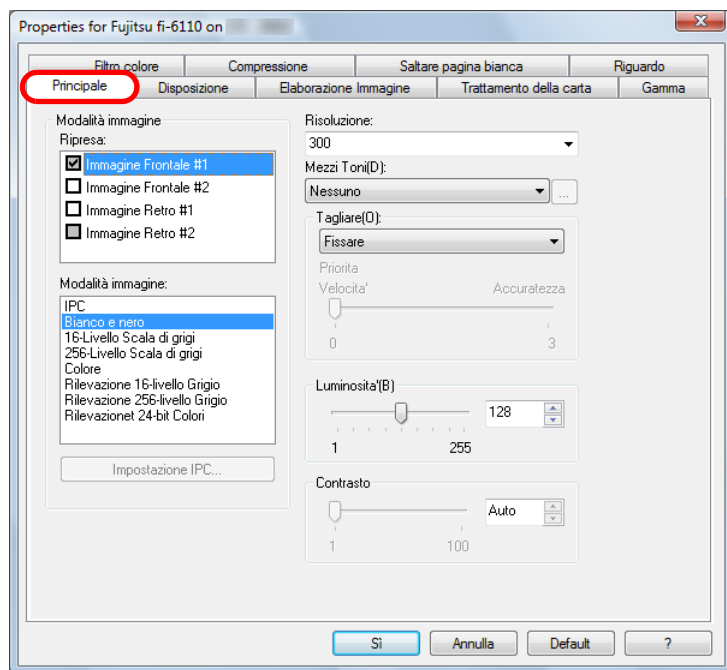 Properties for Fujitsu fi-6110 on
Filtro colore Compressione Saltare pagina bianca Riguardo
Principale Disposizione Elaborazione Immagine Trattamento della carta Gamma
Modalità immagine
Ripresa:
Immagine Frontale #1
Immagine Frontale #2
Immagine Retro #1
Immagine Retro #2
Modalità immagine:
IPC
Bianco e nero
16-Livello Scala di grigi
256-Livello Scala di grigi
Colore
Rilevazione 16-livello Grigio
Rilevazione 256-livello Grigio
Rilevazionet 24-bit Colori
Impostazione IPC...
Risoluzione:
300
Mezzi Toni(D):
Nessuno ...
Tagliare(O):
Fissare
Priorita
Velocita' Accuratezza
0 3
Luminosita'(B)
128
1 255
Contrasto
Auto
1 100
Sì Annulla Default ?